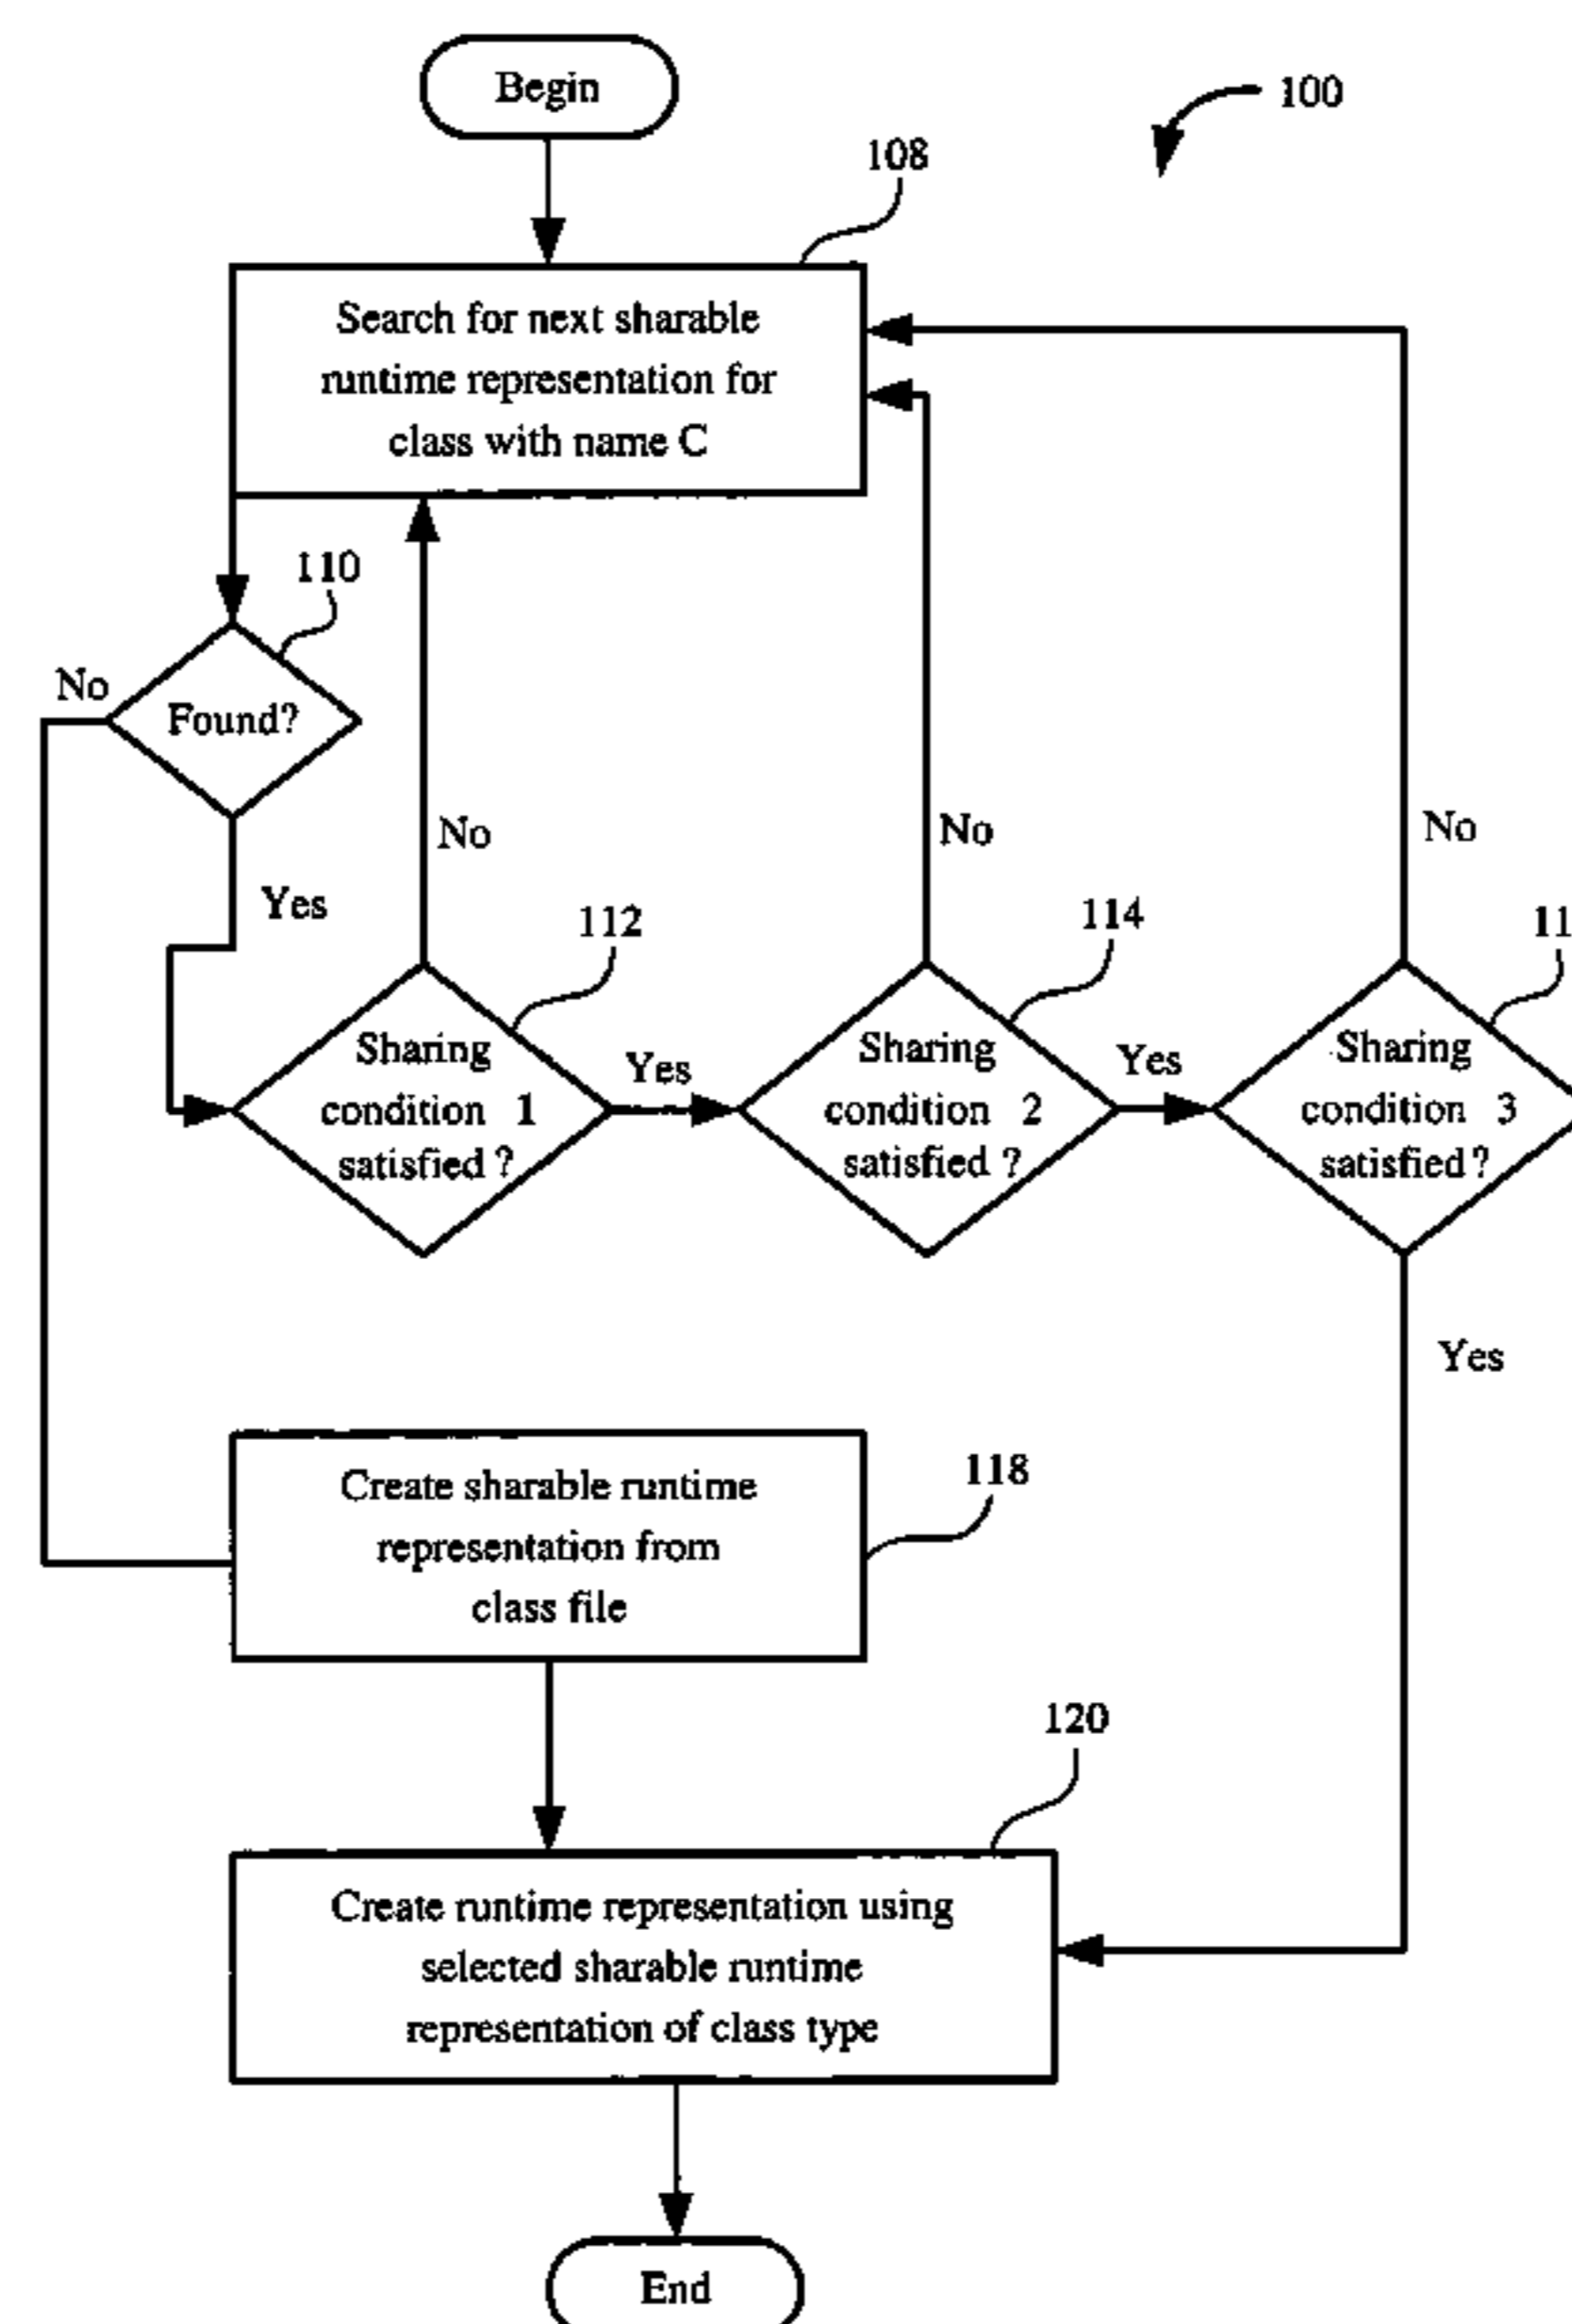 Begin
100
108
Search for next sharable
runtime representation for
class with name C
110
No
Found?
No
No
No
Yes
112
114
11
Sharing
condition 1
satisfied?
Yes
Sharing
condition 2
satisfied?
Yes
Sharing
condition 3
satisfied?
Yes
Create sharable runtime
representation from
class file
118
120
Create runtime representation using
selected sharable runtime
representation of class type
End